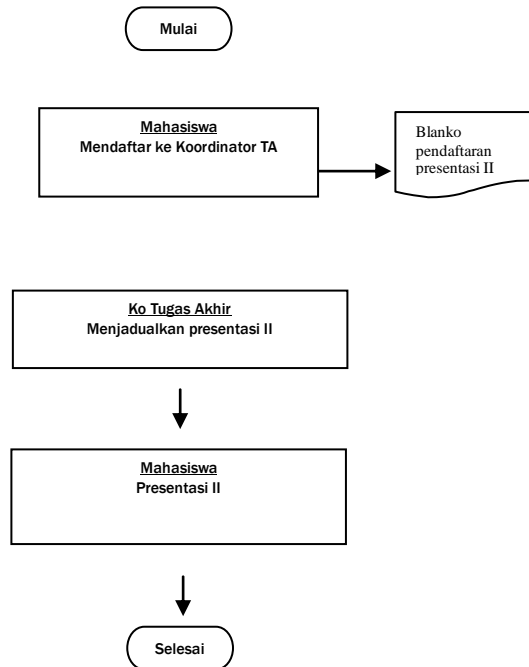 Mulai
Mahasiswa
Mendaftar ke Koordinator TA
Blanko
pendaftaran
presentasi II
Ko Tugas Akhir
Menjadualkan presentasi II
Mahasiswa
Presentasi II
Selesai